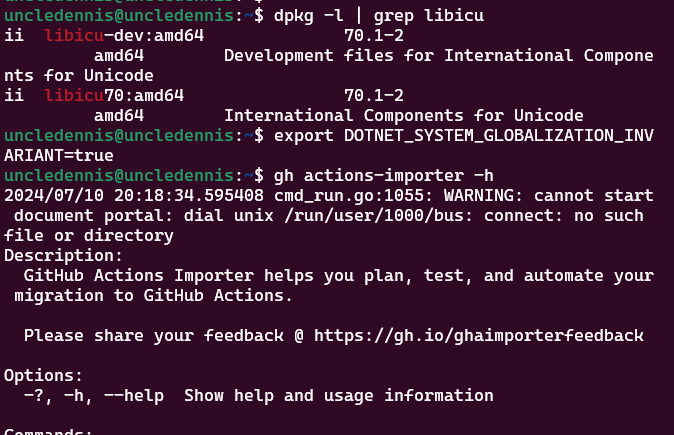 uncledennis@uncledennis:~$ dpkg -l | grep libicu
ii  libicu-dev:amd64                  70.1-2
         amd64        Development files for International Compone
nts for Unicode
ii  libicu70:amd64                    70.1-2
         amd64        International Components for Unicode
uncledennis@uncledennis:~$ export DOTNET_SYSTEM_GLOBALIZATION_INV
ARIANT=true
uncledennis@uncledennis:~$ gh actions-importer -h
2024/07/10 20:18:34.595408 cmd_run.go:1055: WARNING: cannot start
 document portal: dial unix /run/user/1000/bus: connect: no such
file or directory
Description:
  GitHub Actions Importer helps you plan, test, and automate your
 migration to GitHub Actions.
  Please share your feedback @ https://gh.io/ghaimporterfeedback
Options:
  -?, -h, --help  Show help and usage information
Commands: